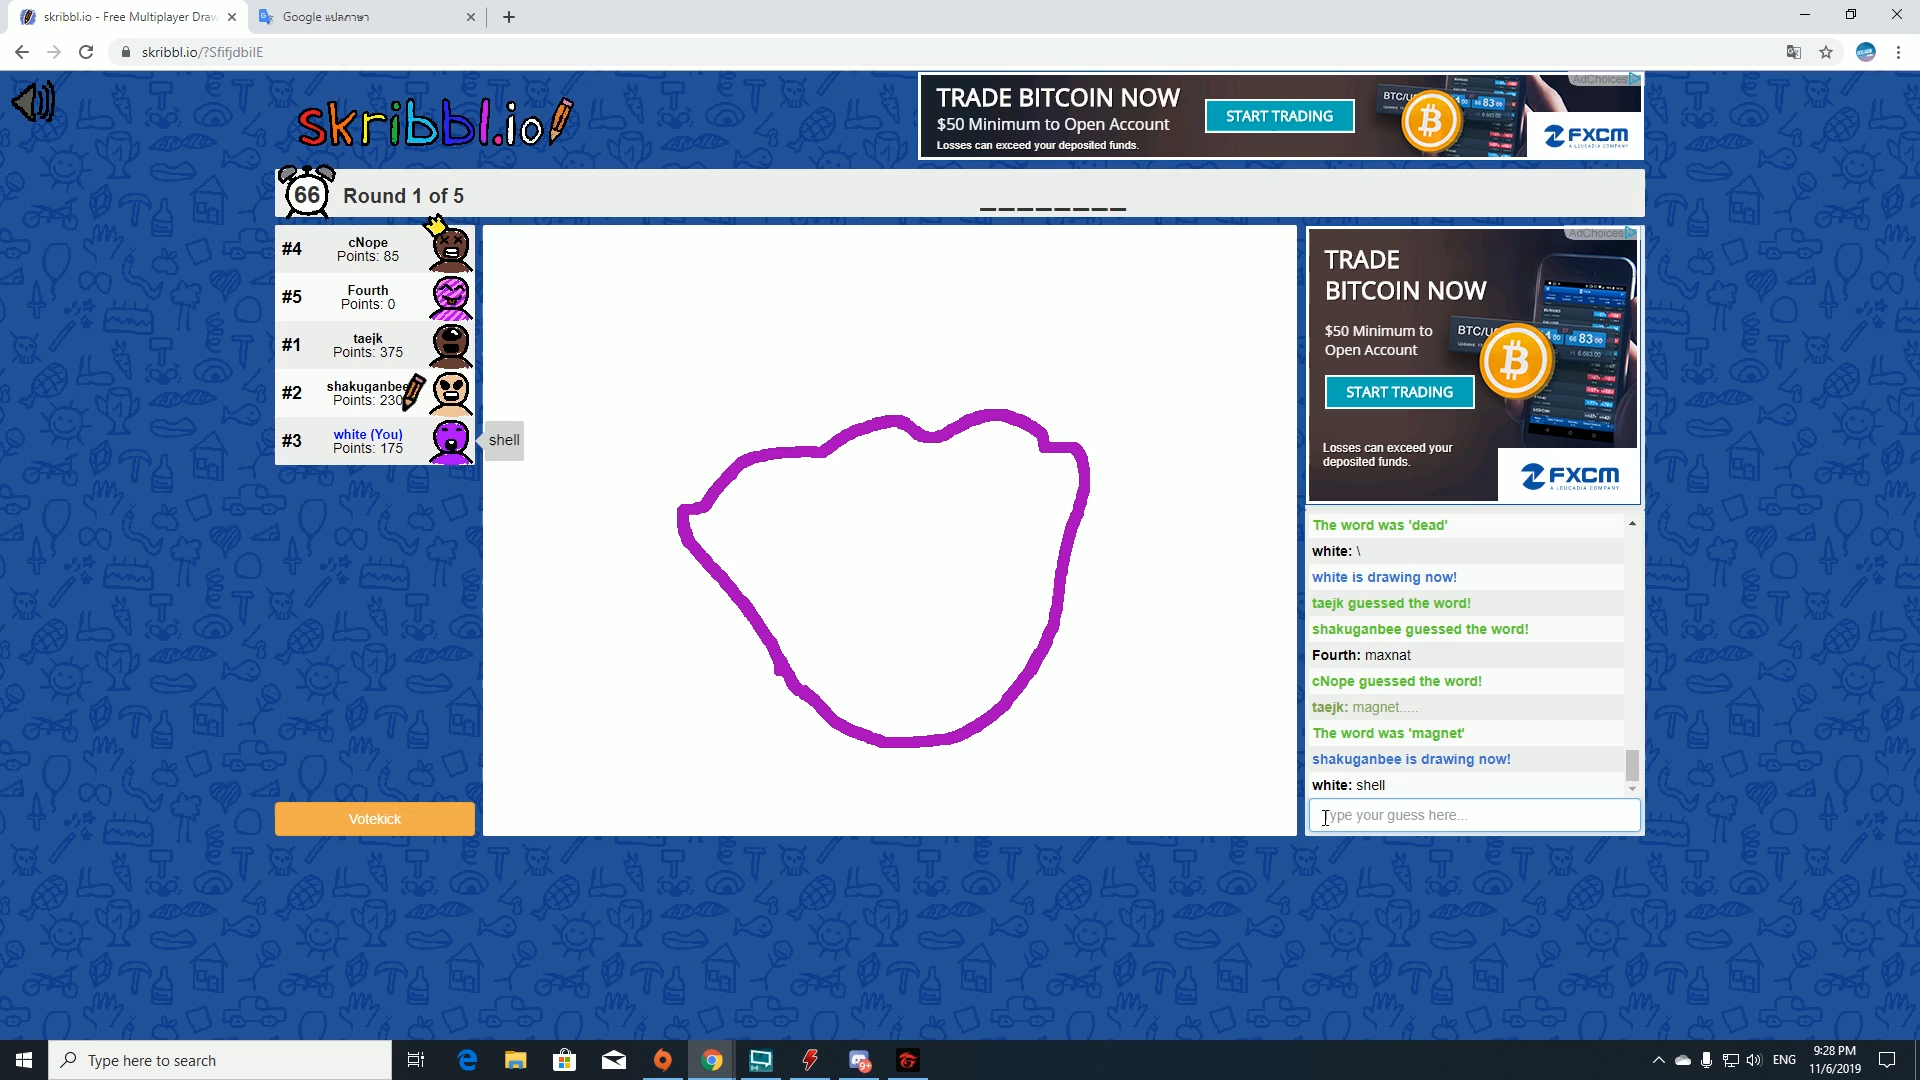 skribbl.io - Free Multiplayer Draw
Google แปลภาษา
skribbl.io/?SfifjdbilE
skribbl.io
TRADE BITCOIN NOW
$50 Minimum to Open Account
Losses can exceed your deposited funds.
START TRADING
AdChoices
FXCM
A LEUCADIA COMPANY
66
Round 1 of 5
________
#4
cNope
Points: 85
#5
Fourth
Points: 0
#1
taejk
Points: 375
#2
shakuganbee
Points: 230
#3
white (You)
Points: 175
shell
Votekick
AdChoices
TRADE
BITCOIN NOW
$50 Minimum to
Open Account
START TRADING
Losses can exceed your
deposited funds.
FXCM
A LEUCADIA COMPANY
The word was 'dead'
white: \
white is drawing now!
taejk guessed the word!
shakuganbee guessed the word!
Fourth: maxnat
cNope guessed the word!
taejk: magnet.....
The word was 'magnet'
shakuganbee is drawing now!
white: shell
Type your guess here...
Type here to search
ENG
9:28 PM
11/6/2019